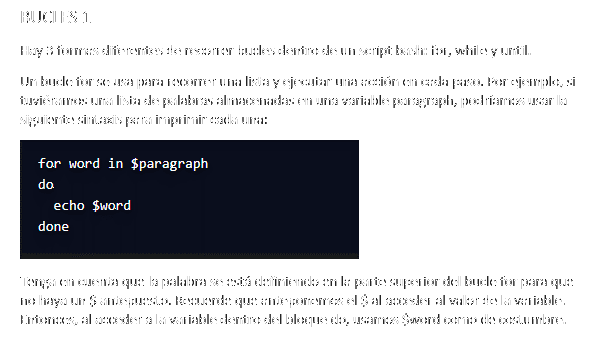 BUCLES 1
Hay 3 formas diferentes de recorrer bucles dentro de un script bash: for, while y until.
Un bucle for se usa para recorrer una lista y ejecutar una acción en cada paso. Por ejemplo, si
tuviéramos una lista de palabras almacenadas en una variable paragraph, podríamos usar la
siguiente sintaxis para imprimir cada una:
for word in $paragraph
do
  echo $word
done
Tenga en cuenta que la palabra se está definiendo en la parte superior del bucle for para que
no haya un $ antepuesto. Recuerde que anteponemos el $ al acceder al valor de la variable.
Entonces, al acceder a la variable dentro del bloque do, usamos $word como de costumbre.